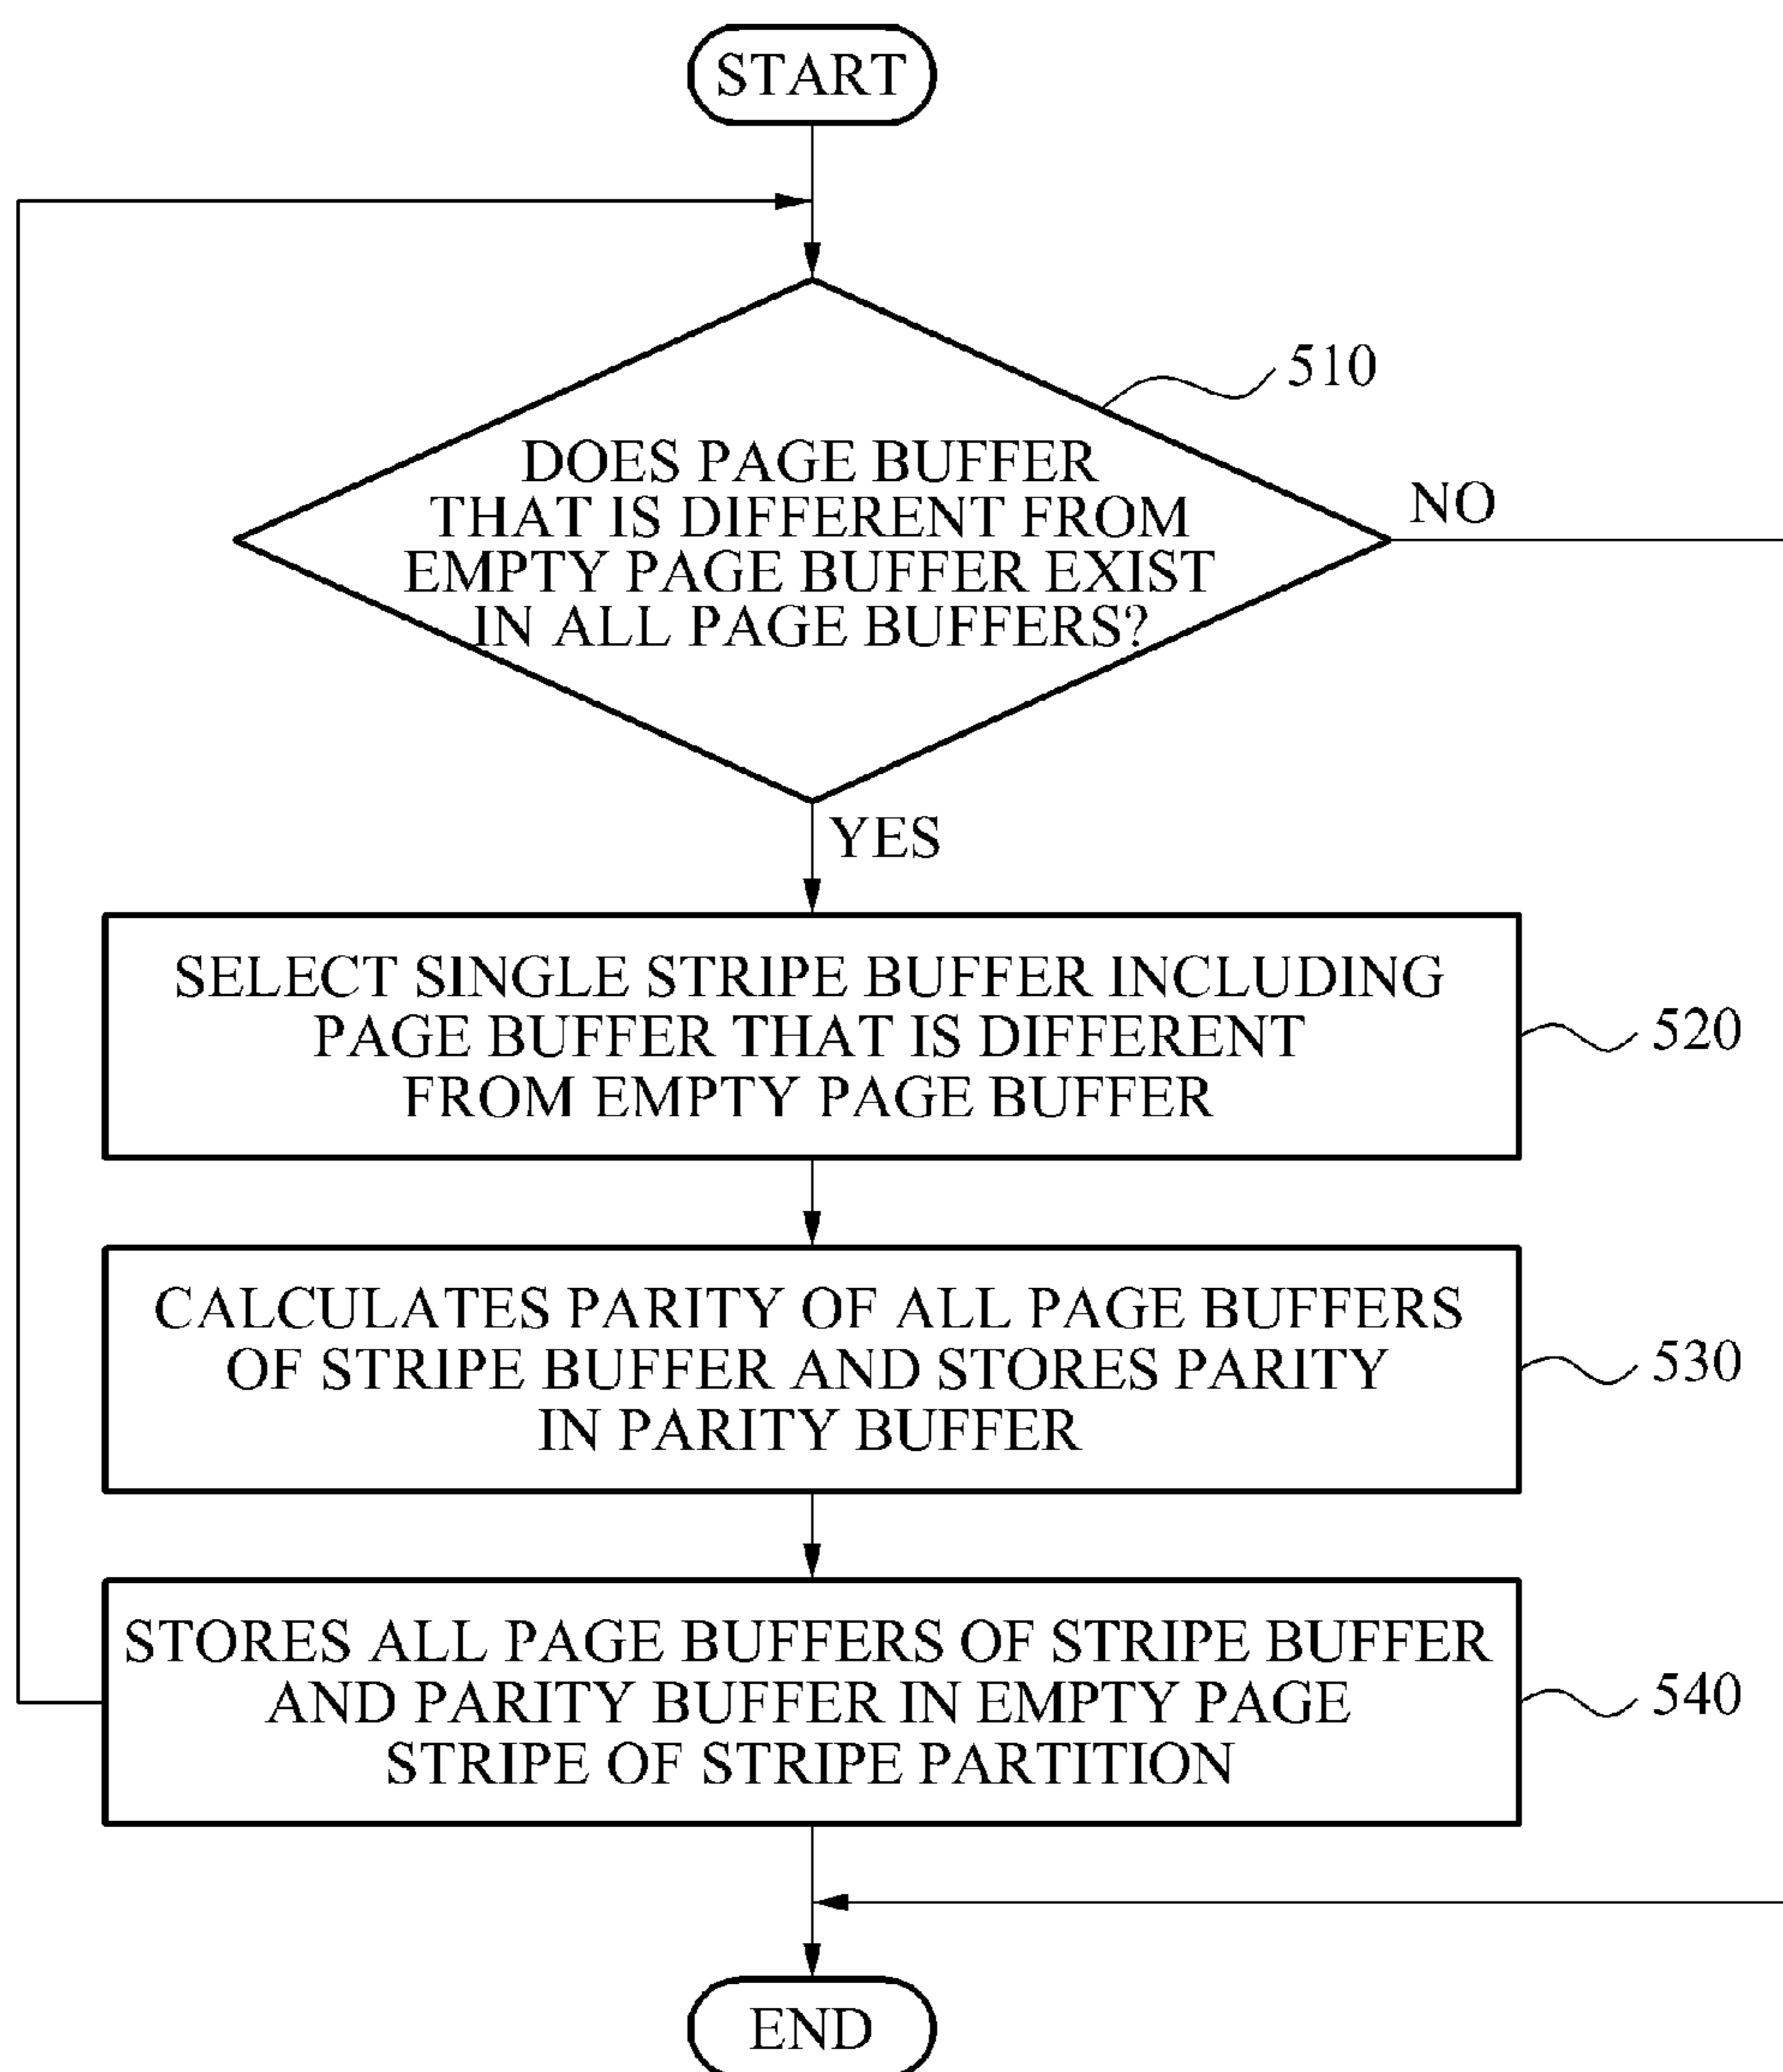 START
510
DOES PAGE BUFFER
THAT IS DIFFERENT FROM
EMPTY PAGE BUFFER EXIST
IN ALL PAGE BUFFERS?
NO
YES
SELECT SINGLE STRIPE BUFFER INCLUDING
PAGE BUFFER THAT IS DIFFERENT
FROM EMPTY PAGE BUFFER
520
CALCULATES PARITY OF ALL PAGE BUFFERS
OF STRIPE BUFFER AND STORES PARITY
IN PARITY BUFFER
530
STORES ALL PAGE BUFFERS OF STRIPE BUFFER
AND PARITY BUFFER IN EMPTY PAGE
STRIPE OF STRIPE PARTITION
540
END